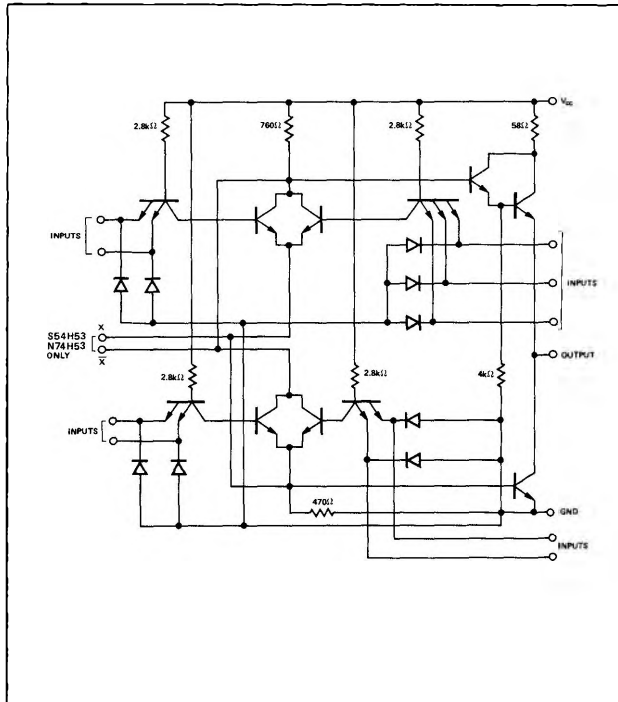 V_CC
2.8kΩ
760Ω
2.8kΩ
58Ω
INPUTS
INPUTS
X
S54H53
N74H53
ONLY
X̅
OUTPUT
2.8kΩ
2.8kΩ
4kΩ
INPUTS
470Ω
GND
INPUTS